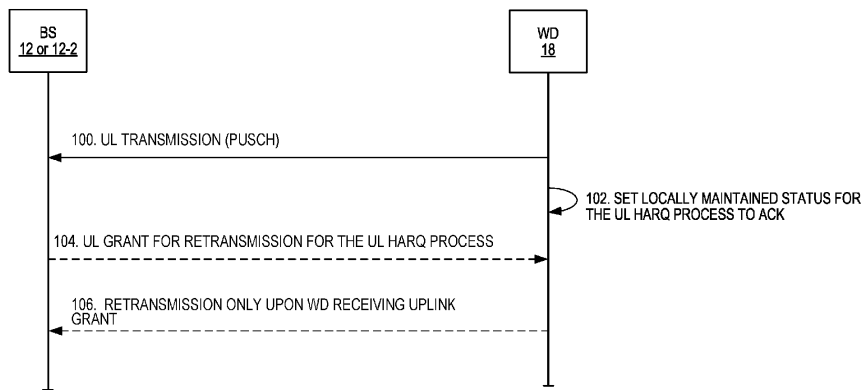 BS
12 or 12-2
WD
18
100. UL TRANSMISSION (PUSCH)
102. SET LOCALLY MAINTAINED STATUS FOR
THE UL HARQ PROCESS TO ACK
104. UL GRANT FOR RETRANSMISSION FOR THE UL HARQ PROCESS
106. RETRANSMISSION ONLY UPON WD RECEIVING UPLINK
GRANT